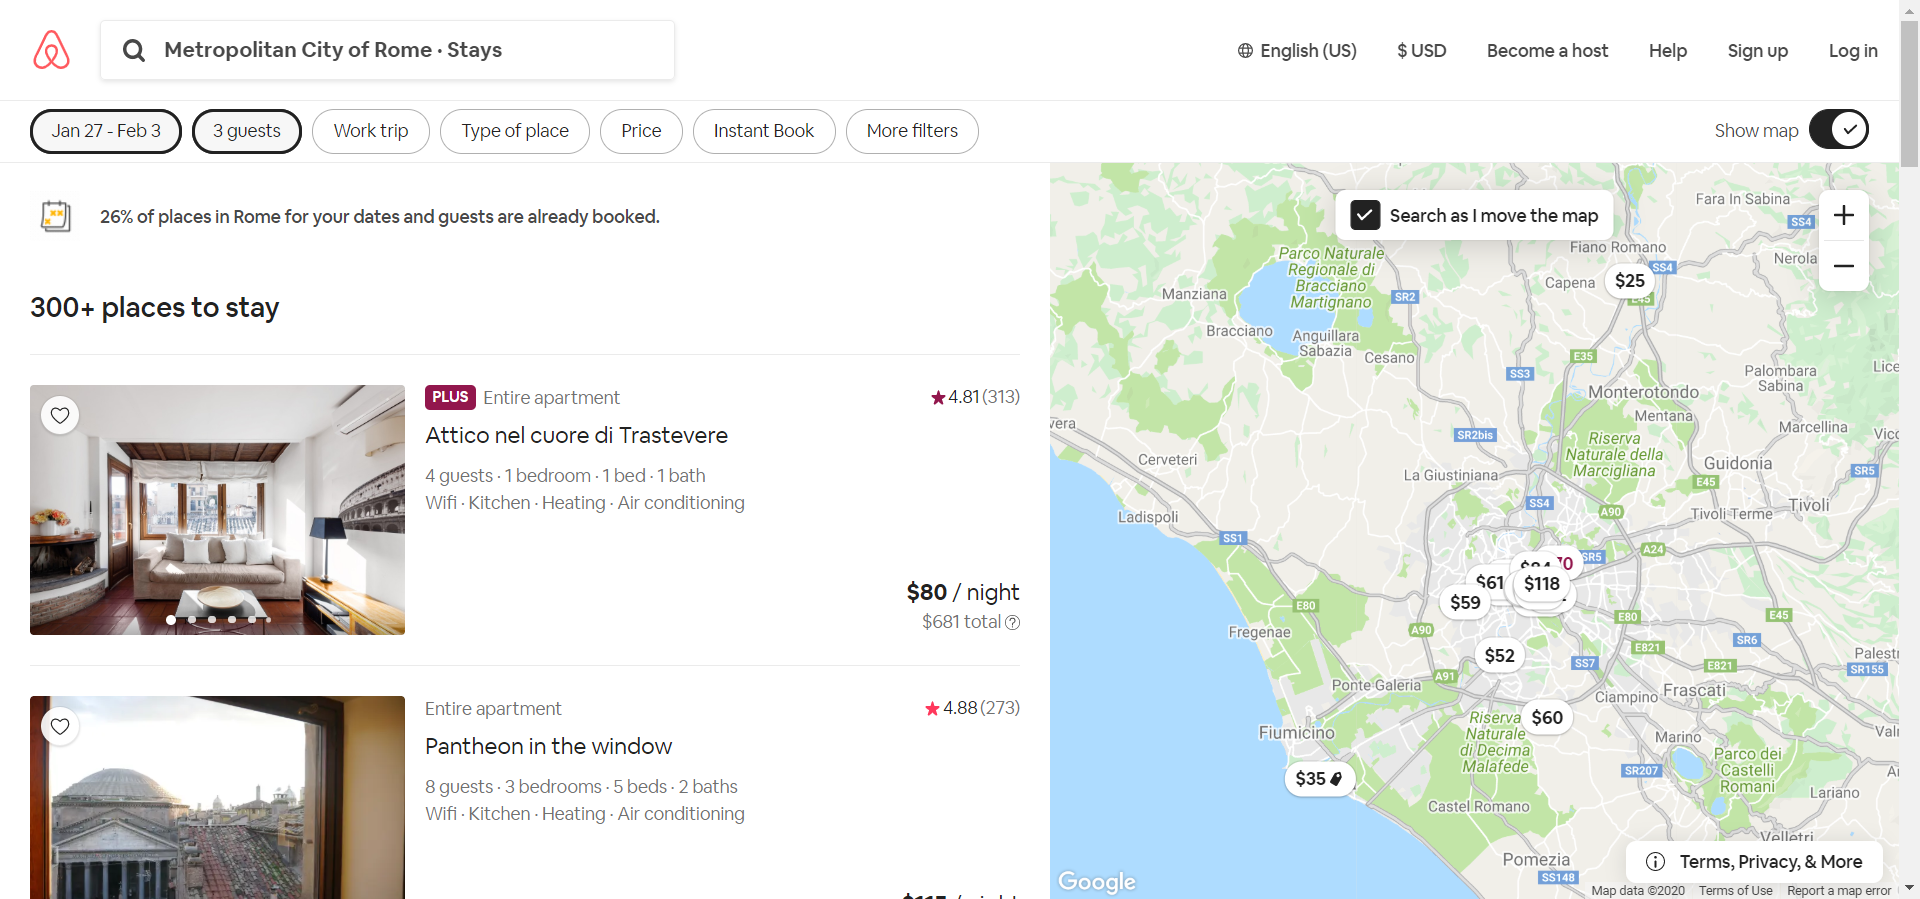 Metropolitan City of Rome · Stays
English (US)
$ USD
Become a host
Help
Sign up
Log in
Jan 27 - Feb 3
3 guests
Work trip
Type of place
Price
Instant Book
More filters
Show map
26% of places in Rome for your dates and guests are already booked.
300+ places to stay
PLUS Entire apartment
4.81 (313)
Attico nel cuore di Trastevere
4 guests · 1 bedroom · 1 bed · 1 bath
Wifi · Kitchen · Heating · Air conditioning
$80 / night
$681 total
Entire apartment
4.88 (273)
Pantheon in the window
8 guests · 3 bedrooms · 5 beds · 2 baths
Wifi · Kitchen · Heating · Air conditioning
Search as I move the map
Fara In Sabina
SS4
Fiano Romano
Parco Naturale
Regionale di
Bracciano
Martignano
SS4
Nerola
Capena
$25
E45
Manziana
SR2
Bracciano
Anguillara
Sabazia
Cesano
E35
SS3
Palombara
Sabina
Monterotondo
Mentana
Marcellina
SR2bis
Riserva
Naturale della
Marcigliana
Cerveteri
La Giustiniana
Guidonia
SR5
E45
SS4
A90
Tivoli
Tivoli Terme
Ladispoli
SS1
A24
SR5
$61
$118
$59
E80
E80
E45
Fregenae
A90
SR6
E821
$52
SS7
E821
SR155
A91
Ponte Galeria
Ciampino
Frascati
Riserva
Naturale
di Decima
Malafede
$60
Fiumicino
Marino
Parco dei
Castelli
Romani
SR207
$35
Lariano
Castel Romano
Velletri
Pomezia
SS148
Terms, Privacy, & More
Google
Map data ©2020
Terms of Use
Report a map error